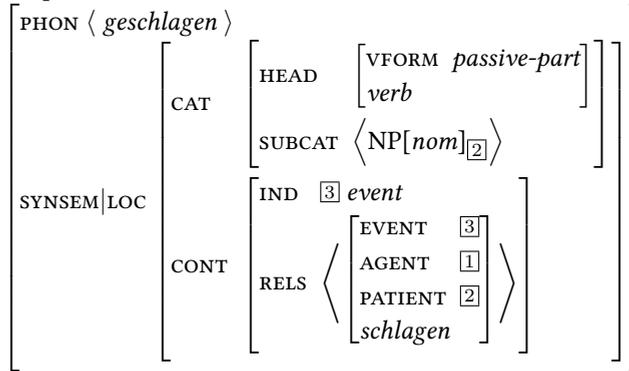 PHON ⟨ geschlagen ⟩
HEAD [VFORM passive-part
verb]
CAT
SUBCAT ⟨NP[nom]2⟩
SYNSEM|LOC
IND 3 event
EVENT 3
AGENT 1
CONT
RELS
PATIENT 2
schlagen